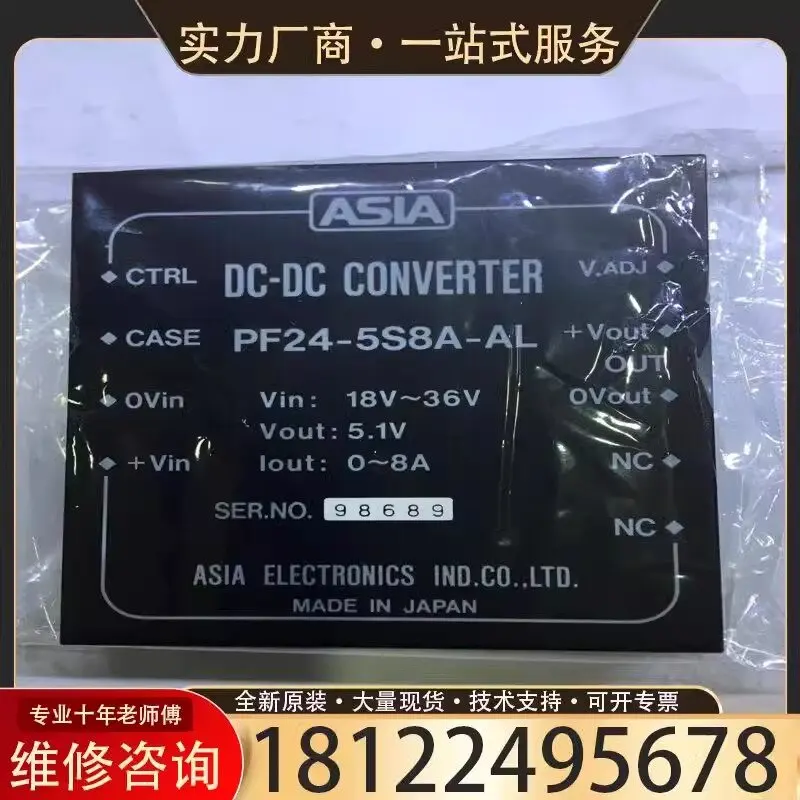 实力厂商·一站式服务
ASIA
CTRL
DC-DC CONVERTER
V.ADJ
CASE
PF24-5S8A-AL
+Vout
OUT
0Vin
Vin: 18V~36V
0Vout
Vout: 5.1V
+Vin
Iout: 0~8A
NC
SER.NO. 98689
NC
ASIA ELECTRONICS IND.CO.,LTD.
MADE IN JAPAN
全新原装·大量现货·技术支持·可开专票
专业十年老师傅
维修咨询
18122495678